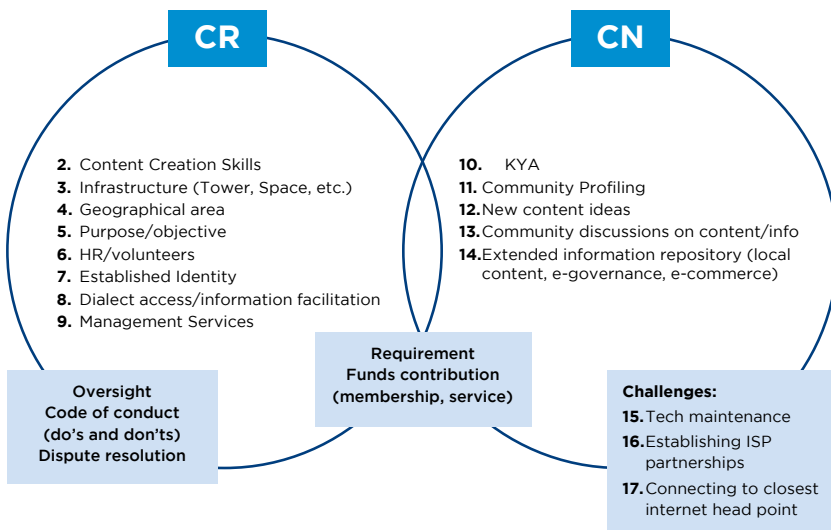 CR
CN
2. Content Creation Skills
3. Infrastructure (Tower, Space, etc.)
4. Geographical area
5. Purpose/objective
6. HR/volunteers
7. Established Identity
8. Dialect access/information facilitation
9. Management Services
10. KYA
11. Community Profiling
12. New content ideas
13. Community discussions on content/info
14. Extended information repository (local
content, e-governance, e-commerce)
Oversight
Code of conduct
(do's and don'ts)
Dispute resolution
Requirement
Funds contribution
(membership, service)
Challenges:
15. Tech maintenance
16. Establishing ISP
partnerships
17. Connecting to closest
internet head point